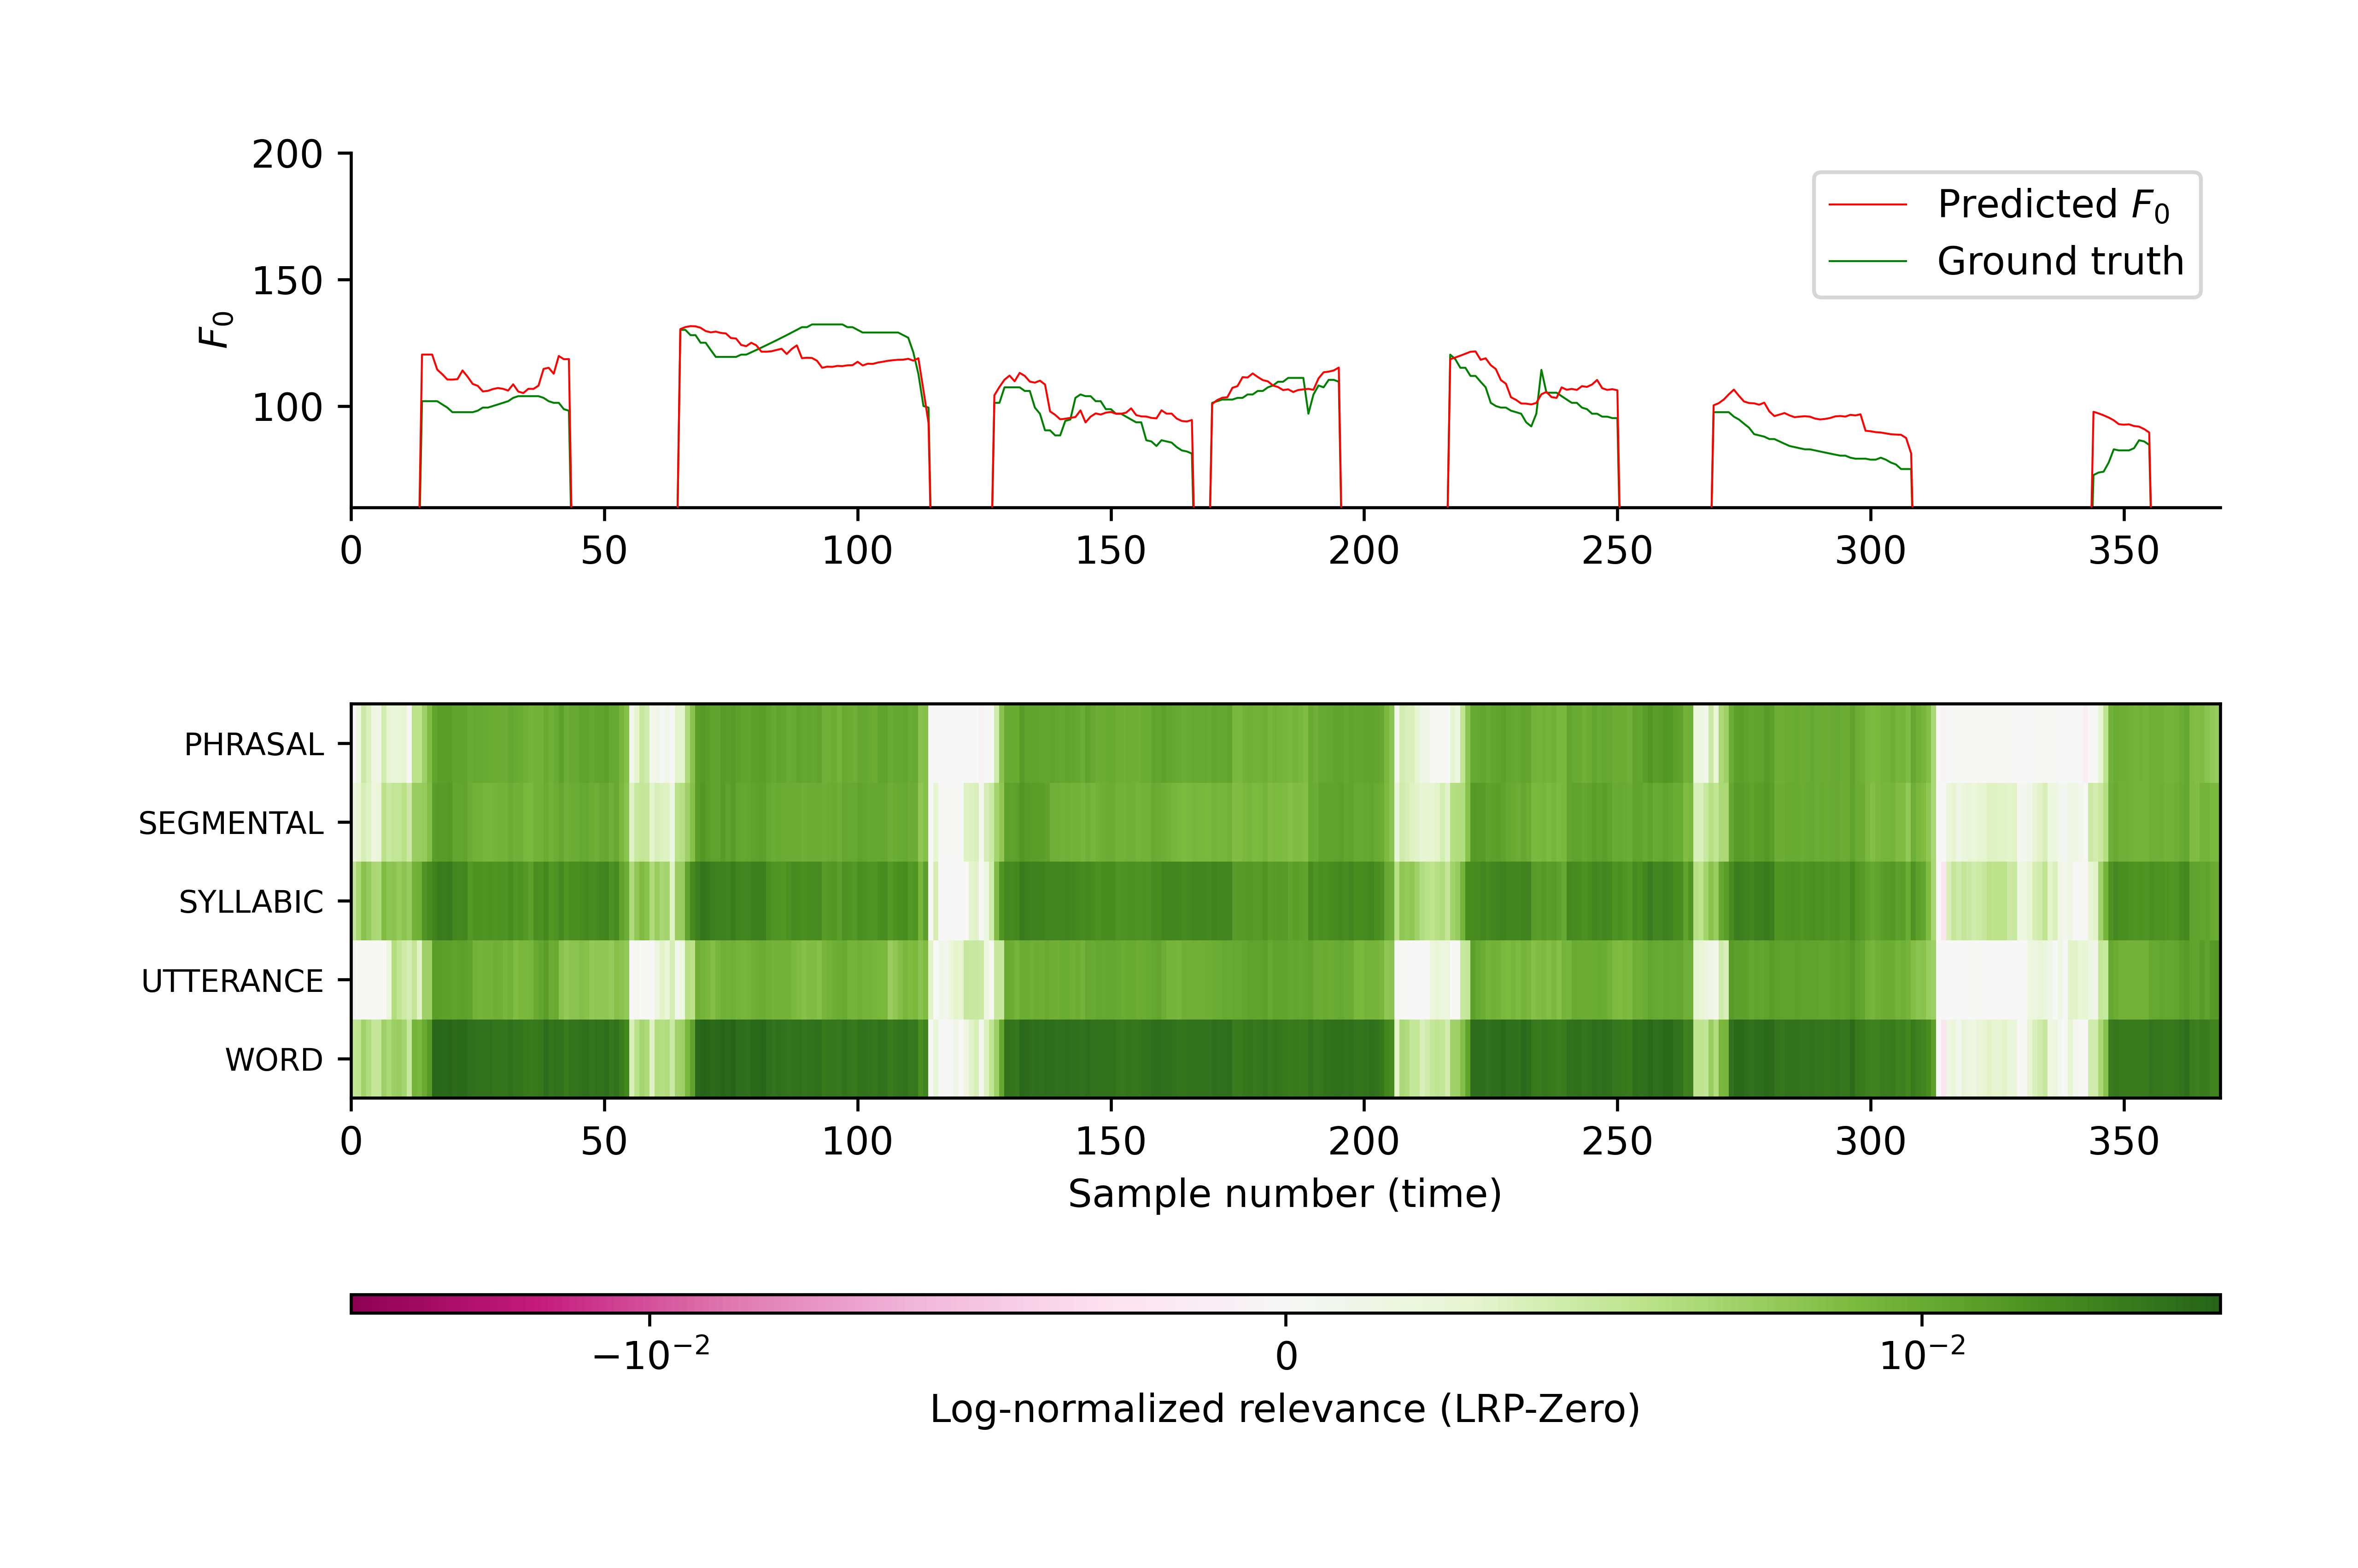 200
150
100
F₀
Predicted F₀
Ground truth
0 50 100 150 200 250 300 350
PHRASAL
SEGMENTAL
SYLLABIC
UTTERANCE
WORD
0 50 100 150 200 250 300 350
Sample number (time)
−10⁻² 0 10⁻²
Log-normalized relevance (LRP-Zero)